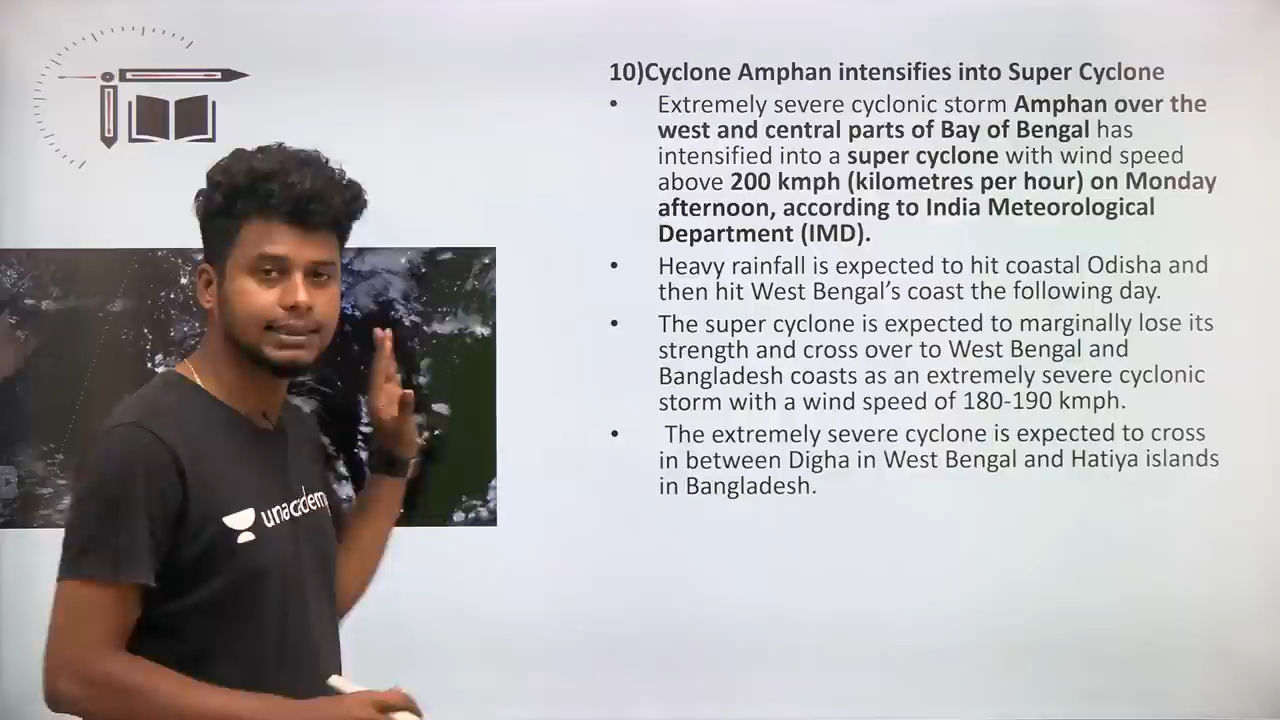 10)Cyclone Amphan intensifies into Super Cyclone
• Extremely severe cyclonic storm Amphan over the
west and central parts of Bay of Bengal has
intensified into a super cyclone with wind speed
above 200 kmph (kilometres per hour) on Monday
afternoon, according to India Meteorological
Department (IMD).
• Heavy rainfall is expected to hit coastal Odisha and
then hit West Bengal’s coast the following day.
• The super cyclone is expected to marginally lose its
strength and cross over to West Bengal and
Bangladesh coasts as an extremely severe cyclonic
storm with a wind speed of 180-190 kmph.
• The extremely severe cyclone is expected to cross
in between Digha in West Bengal and Hatiya islands
in Bangladesh.
unacadem